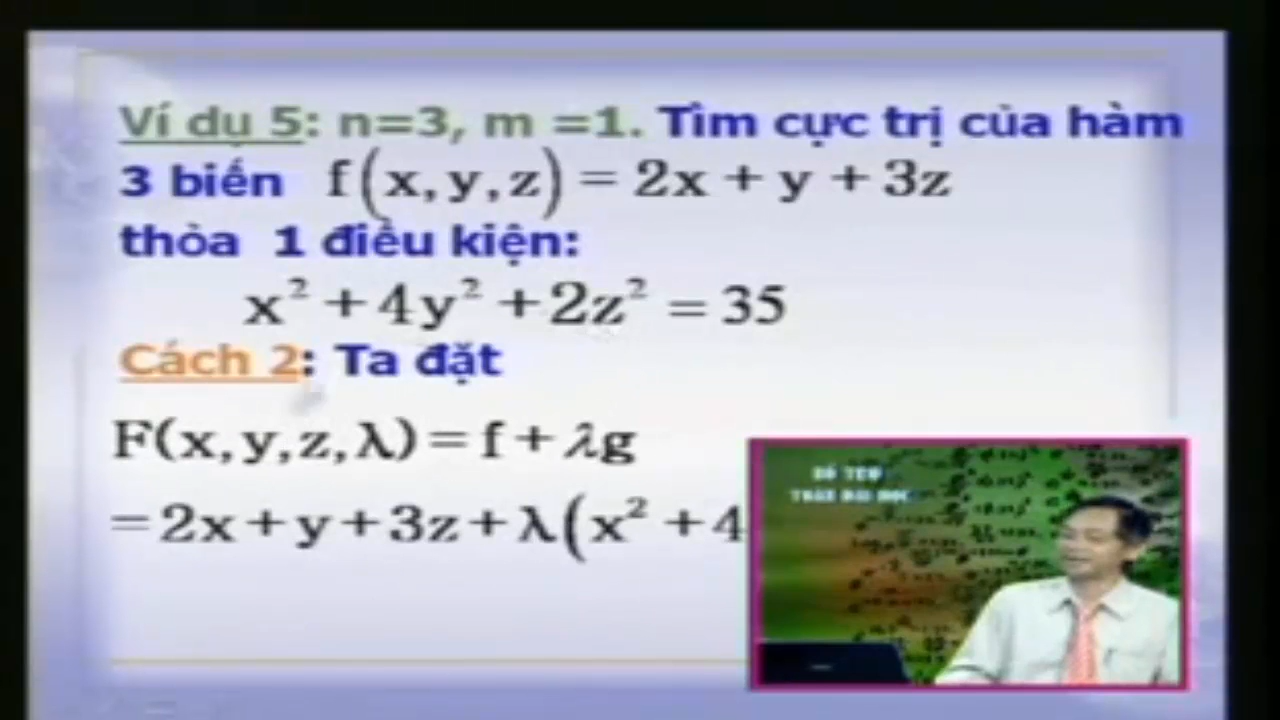 Ví dụ 5: n=3, m =1. Tìm cực trị của hàm
3 biến f(x,y,z) = 2x + y + 3z
thỏa 1 điều kiện:
x² + 4y² + 2z² = 35
Cách 2: Ta đặt
F(x,y,z,λ) = f + λg
= 2x + y + 3z + λ(x² + 4